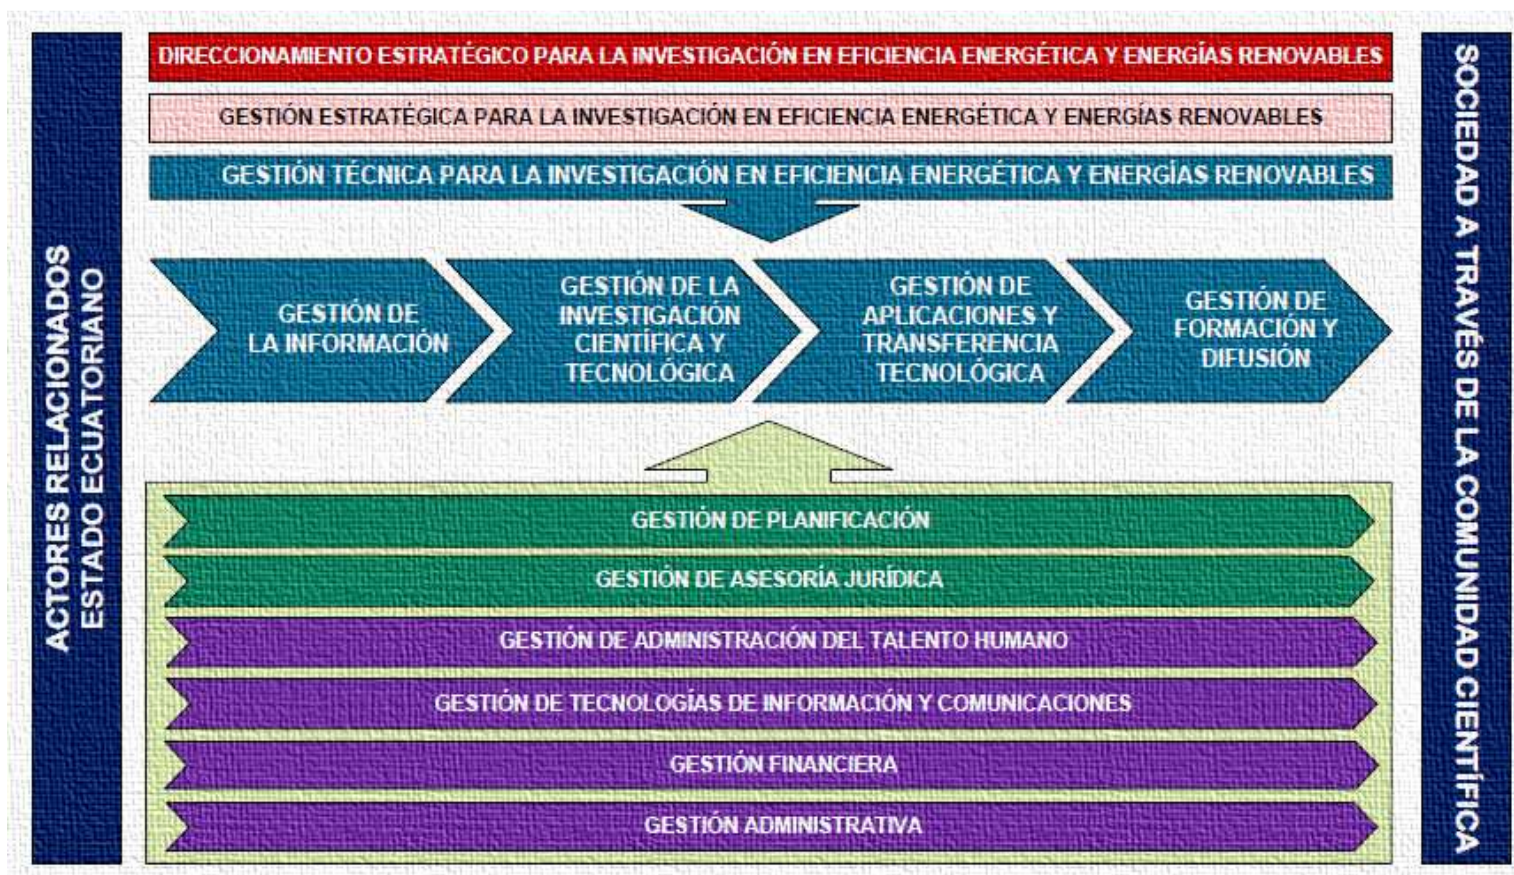 ACTORES RELACIONADOS
ESTADO ECUATORIANO
DIRECCIONAMIENTO ESTRATÉGICO PARA LA INVESTIGACIÓN EN EFICIENCIA ENERGÉTICA Y ENERGÍAS RENOVABLES
GESTIÓN ESTRATÉGICA PARA LA INVESTIGACIÓN EN EFICIENCIA ENERGÉTICA Y ENERGÍAS RENOVABLES
GESTIÓN TÉCNICA PARA LA INVESTIGACIÓN EN EFICIENCIA ENERGÉTICA Y ENERGÍAS RENOVABLES
GESTIÓN DE
LA INFORMACIÓN
GESTIÓN DE LA
INVESTIGACIÓN
CIENTÍFICA Y
TECNOLÓGICA
GESTIÓN DE
APLICACIONES Y
TRANSFERENCIA
TECNOLÓGICA
GESTIÓN DE
FORMACIÓN Y
DIFUSIÓN
GESTIÓN DE PLANIFICACIÓN
GESTIÓN DE ASESORÍA JURÍDICA
GESTIÓN DE ADMINISTRACIÓN DEL TALENTO HUMANO
GESTIÓN DE TECNOLOGÍAS DE INFORMACIÓN Y COMUNICACIONES
GESTIÓN FINANCIERA
GESTIÓN ADMINISTRATIVA
SOCIEDAD A TRAVÉS DE LA COMUNIDAD CIENTÍFICA